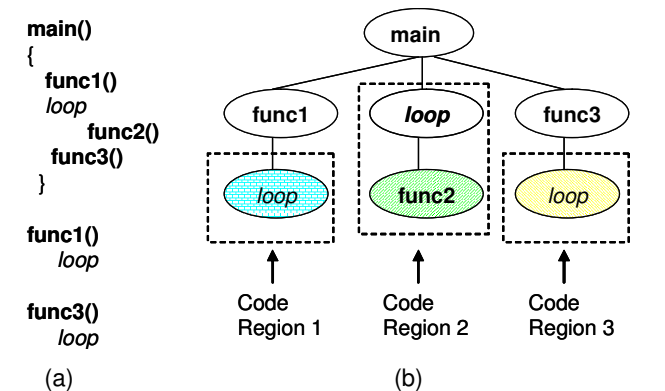 main()
{
func1()
loop
func2()
func3()
}
func1()
loop
func3()
loop
(a)
main
func1
loop
func3
loop
func2
loop
Code
Region 1
Code
Region 2
Code
Region 3
(b)